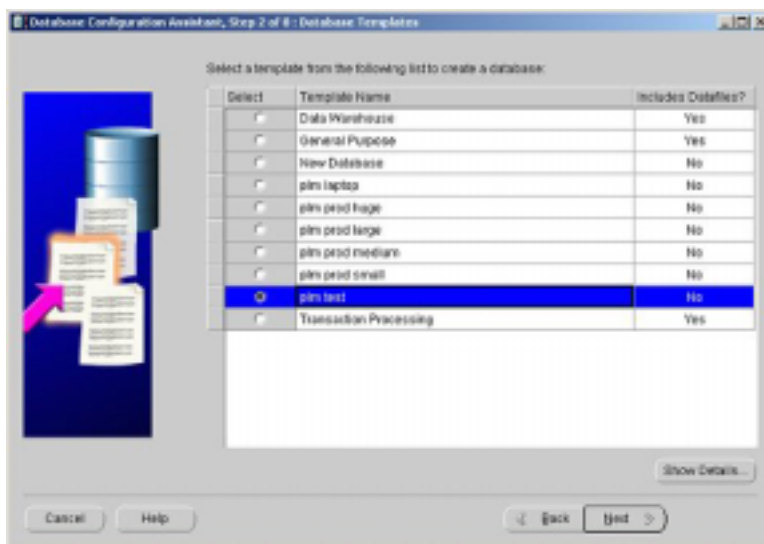 Database Configuration Assistant, Step 2 of 8 : Database Templates
Select a template from the following list to create a database:
Select Template Name Includes Datafiles?
Data Warehouse Yes
General Purpose Yes
New Database No
plm laptop No
plm prod huge No
plm prod large No
plm prod medium No
plm prod small No
plm test No
Transaction Processing Yes
Show Details...
Cancel Help Back Next